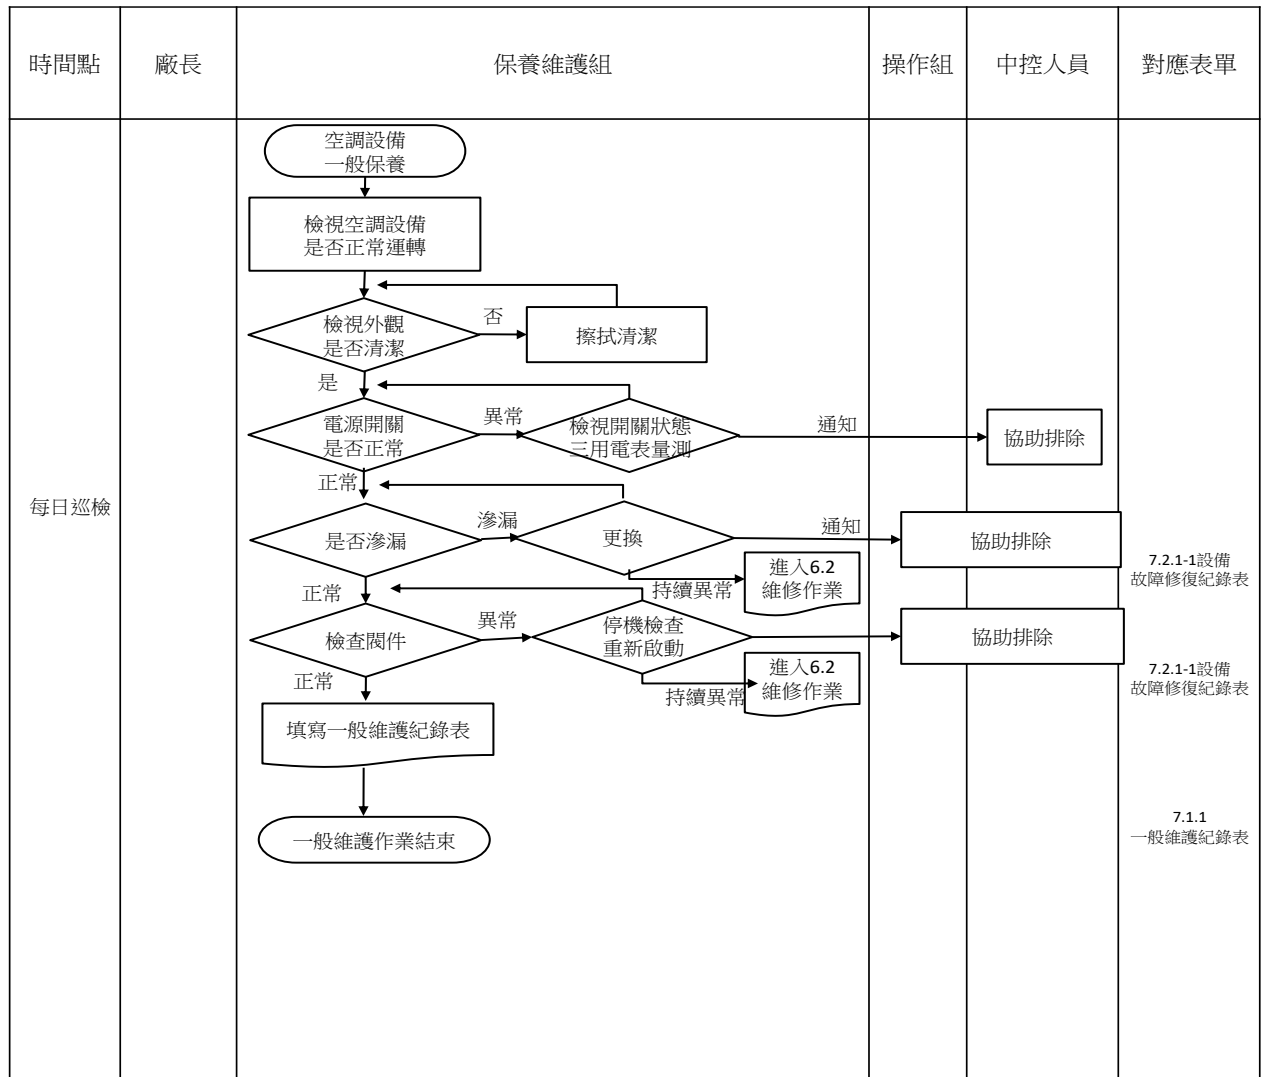 時間點
廠長
保養維護組
操作組
中控人員
對應表單
空調設備
一般保養
檢視空調設備
是否正常運轉
檢視外觀
是否清潔
否
擦拭清潔
是
電源開關
是否正常
異常
檢視開關狀態
三用電表量測
通知
協助排除
正常
每日巡檢
是否滲漏
滲漏
更換
通知
協助排除
持續異常
進入6.2
維修作業
7.2.1-1設備
故障修復紀錄表
正常
檢查閥件
異常
停機檢查
重新啟動
協助排除
持續異常
進入6.2
維修作業
7.2.1-1設備
故障修復紀錄表
正常
填寫一般維護紀錄表
一般維護作業結束
7.1.1
一般維護紀錄表